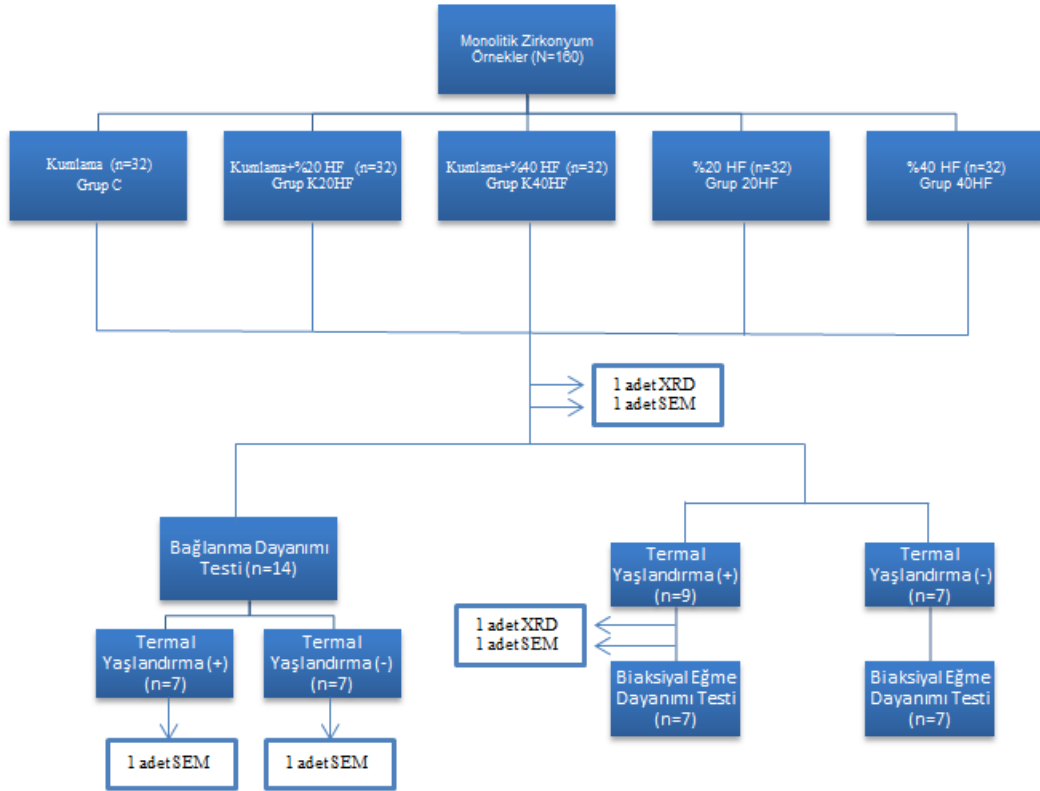 Monolitik Zirkonyum
Örnekler (N=160)
Kumlama (n=32)
Grup C
Kumlama+%20 HF (n=32)
Grup K20HF
Kumlama+%40 HF (n=32)
Grup K40HF
%20 HF (n=32)
Grup 20HF
%40 HF (n=32)
Grup 40HF
1 adet XRD
1 adet SEM
Bağlanma Dayanımı
Testi (n=14)
Termal
Yaşlandırma (+)
(n=9)
Termal
Yaşlandırma (-)
(n=7)
1 adet XRD
1 adet SEM
Termal
Yaşlandırma (+)
(n=7)
Termal
Yaşlandırma (-)
(n=7)
Biaksiyal Eğme
Dayanımı Testi
(n=7)
Biaksiyal Eğme
Dayanımı Testi
(n=7)
1 adet SEM
1 adet SEM